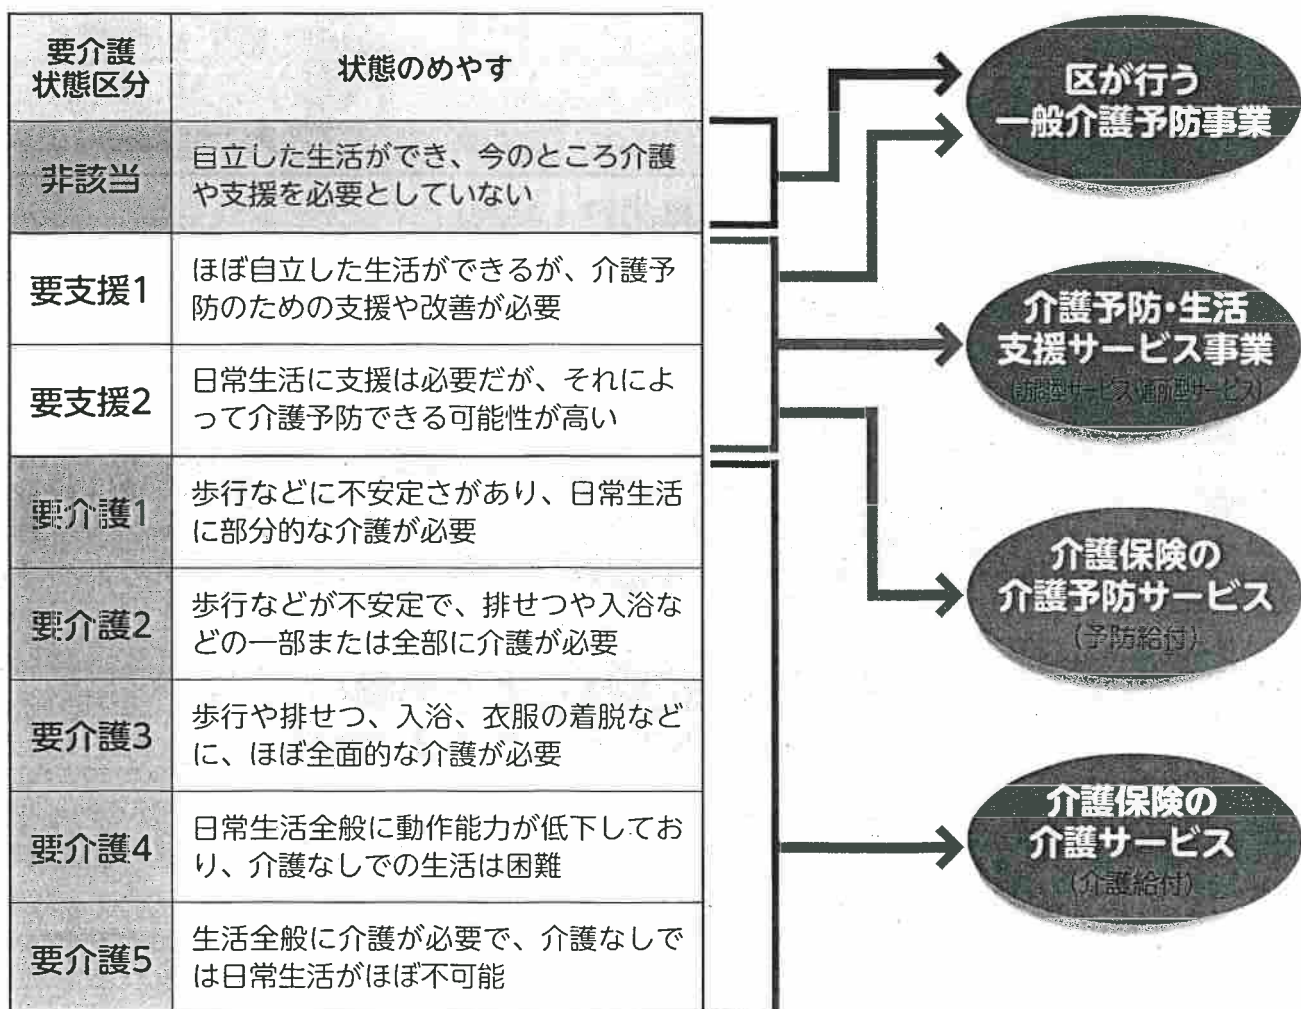 要介護
状態区分
状態のめやす
非該当
自立した生活ができ、今のところ介護
や支援を必要としていない
要支援1
ほぼ自立した生活ができるが、介護予
防のための支援や改善が必要
要支援2
日常生活に支援は必要だが、それによ
って介護予防できる可能性が高い
要介護1
歩行などに不安定さがあり、日常生活
に部分的な介護が必要
要介護2
歩行などが不安定で、排せつや入浴な
どの一部または全部に介護が必要
要介護3
歩行や排せつ、入浴、衣服の着脱など
に、ほぼ全面的な介護が必要
要介護4
日常生活全般に動作能力が低下してお
り、介護なしでの生活は困難
要介護5
生活全般に介護が必要で、介護なしで
は日常生活がほぼ不可能
区が行う
一般介護予防事業
介護予防・生活
支援サービス事業
(訪問型サービス・通所型サービス)
介護保険の
介護予防サービス
(予防給付)
介護保険の
介護サービス
(介護給付)